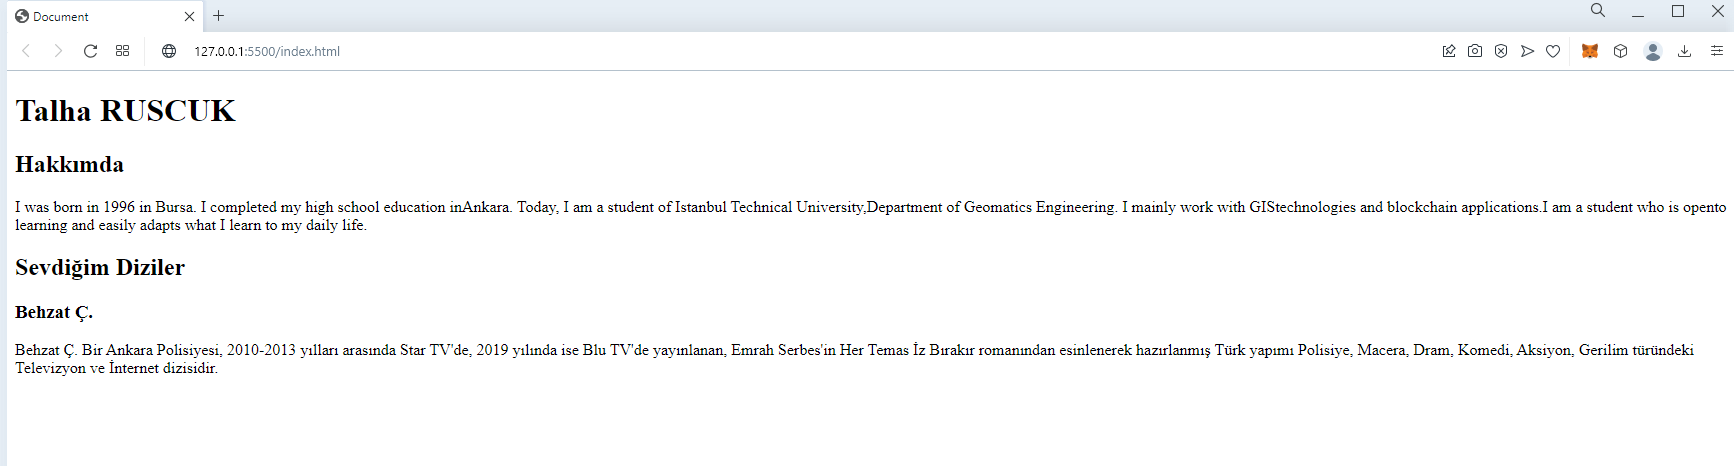 Document
127.0.0.1:5500/index.html
Talha RUSCUK
Hakkımda
I was born in 1996 in Bursa. I completed my high school education inAnkara. Today, I am a student of Istanbul Technical University,Department of Geomatics Engineering. I mainly work with GIStechnologies and blockchain applications.I am a student who is opento
learning and easily adapts what I learn to my daily life.
Sevdiğim Diziler
Behzat Ç.
Behzat Ç. Bir Ankara Polisiyesi, 2010-2013 yılları arasında Star TV'de, 2019 yılında ise Blu TV'de yayınlanan, Emrah Serbes'in Her Temas İz Bırakır romanından esinlenerek hazırlanmış Türk yapımı Polisiye, Macera, Dram, Komedi, Aksiyon, Gerilim türündeki
Televizyon ve İnternet dizisidir.